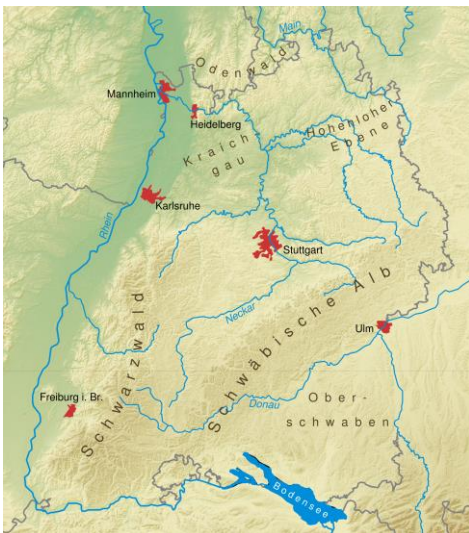 Main
Odenwald
Mannheim
Heidelberg
Hohenloher
Ebene
Kraich-
gau
Karlsruhe
Rhein
Stuttgart
Schwäbische Alb
Schwarzwald
Neckar
Ulm
Freiburg i. Br.
Donau
Ober-
schwaben
Bodensee